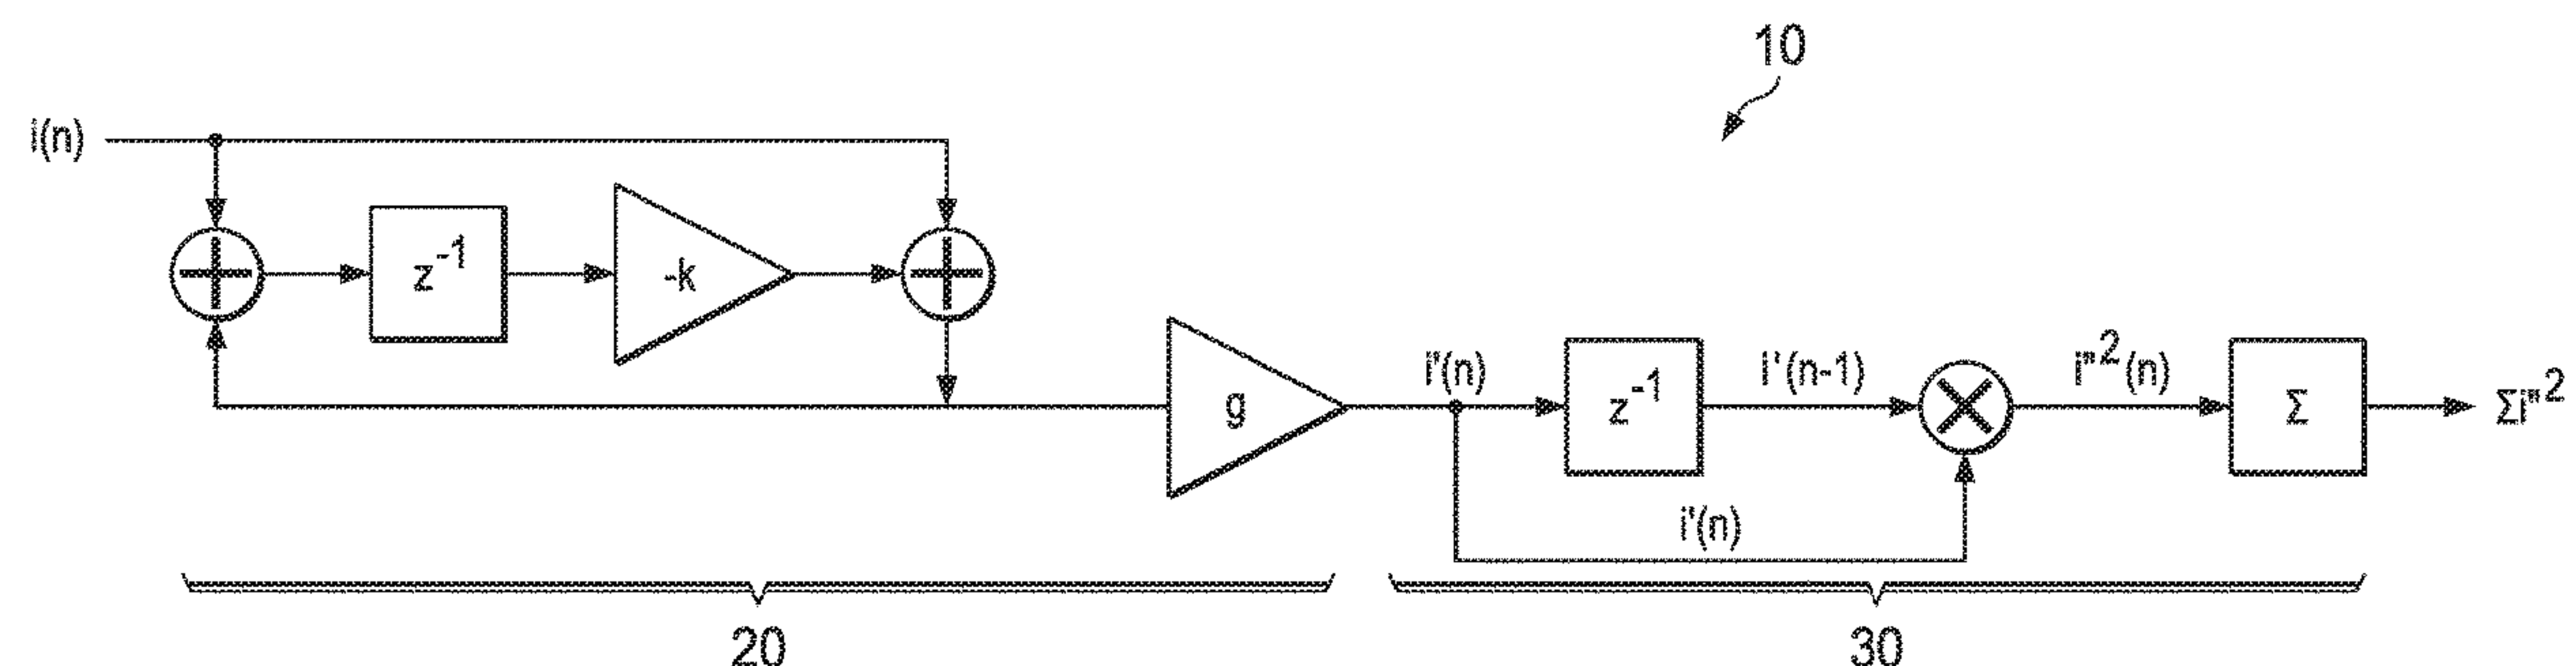 10
i(n)
z-1
-k
g
i'(n)
z-1
i'(n-1)
i"2(n)
Σ
Σi"2
i'(n)
20
30